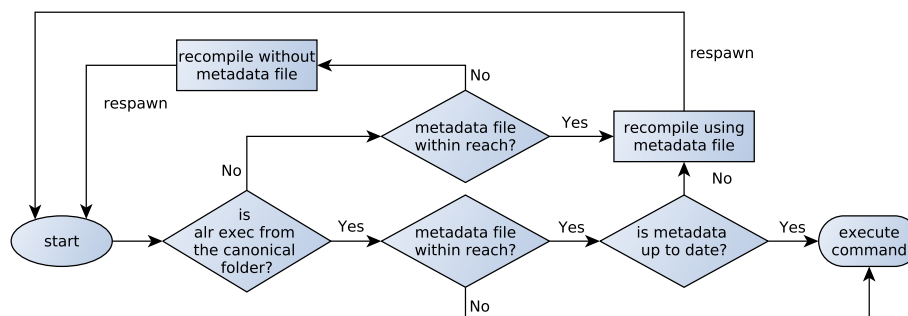 respawn
recompile without
metadata file
No
respawn
metadata file
within reach?
Yes
recompile using
metadata file
No
No
is
alr exec from
the canonical
folder?
Yes
metadata file
within reach?
Yes
is metadata
up to date?
Yes
execute
command
start
No